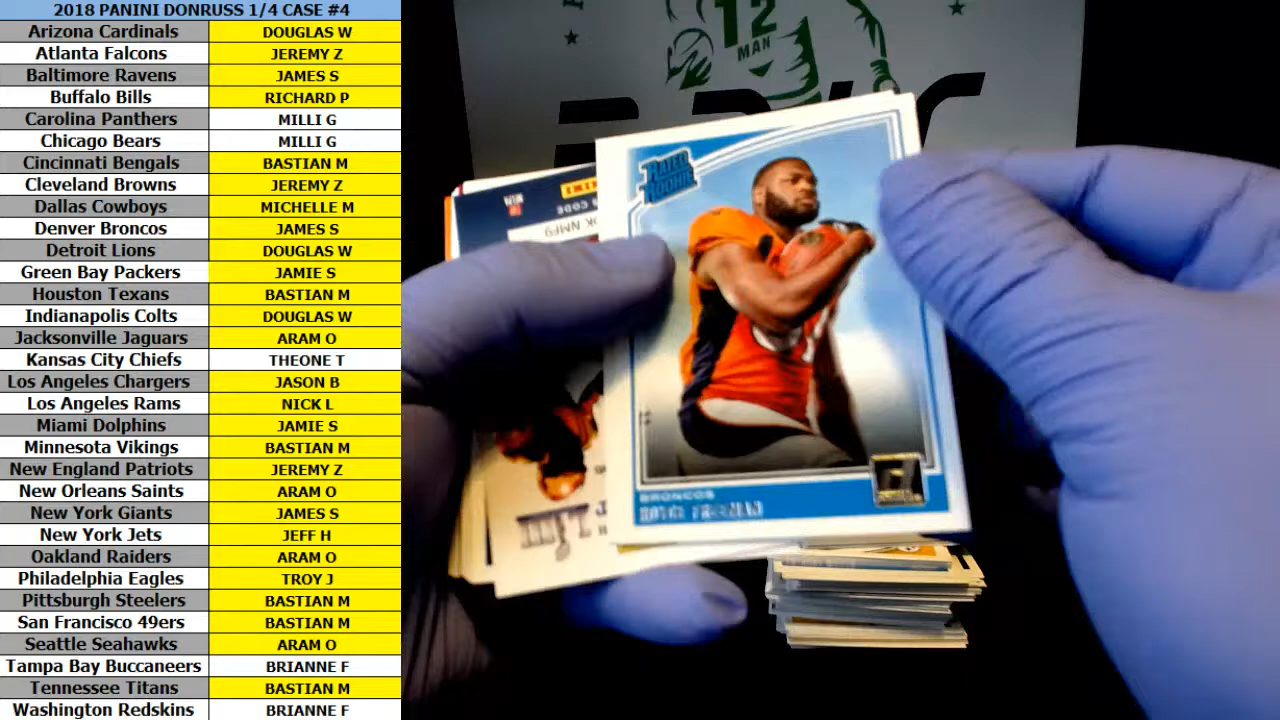 2018 PANINI DONRUSS 1/4 CASE #4
Arizona Cardinals DOUGLAS W
Atlanta Falcons JEREMY Z
Baltimore Ravens JAMES S
Buffalo Bills RICHARD P
Carolina Panthers MILLI G
Chicago Bears MILLI G
Cincinnati Bengals BASTIAN M
Cleveland Browns JEREMY Z
Dallas Cowboys MICHELLE M
Denver Broncos JAMES S
Detroit Lions DOUGLAS W
Green Bay Packers JAMIE S
Houston Texans BASTIAN M
Indianapolis Colts DOUGLAS W
Jacksonville Jaguars ARAM O
Kansas City Chiefs THEONE T
Los Angeles Chargers JASON B
Los Angeles Rams NICK L
Miami Dolphins JAMIE S
Minnesota Vikings BASTIAN M
New England Patriots JEREMY Z
New Orleans Saints ARAM O
New York Giants JAMES S
New York Jets JEFF H
Oakland Raiders ARAM O
Philadelphia Eagles TROY J
Pittsburgh Steelers BASTIAN M
San Francisco 49ers BASTIAN M
Seattle Seahawks ARAM O
Tampa Bay Buccaneers BRIANNE F
Tennessee Titans BASTIAN M
Washington Redskins BRIANNE F
12
MAN
RATED
ROOKIE
BRONCOS
ROYCE FREEMAN